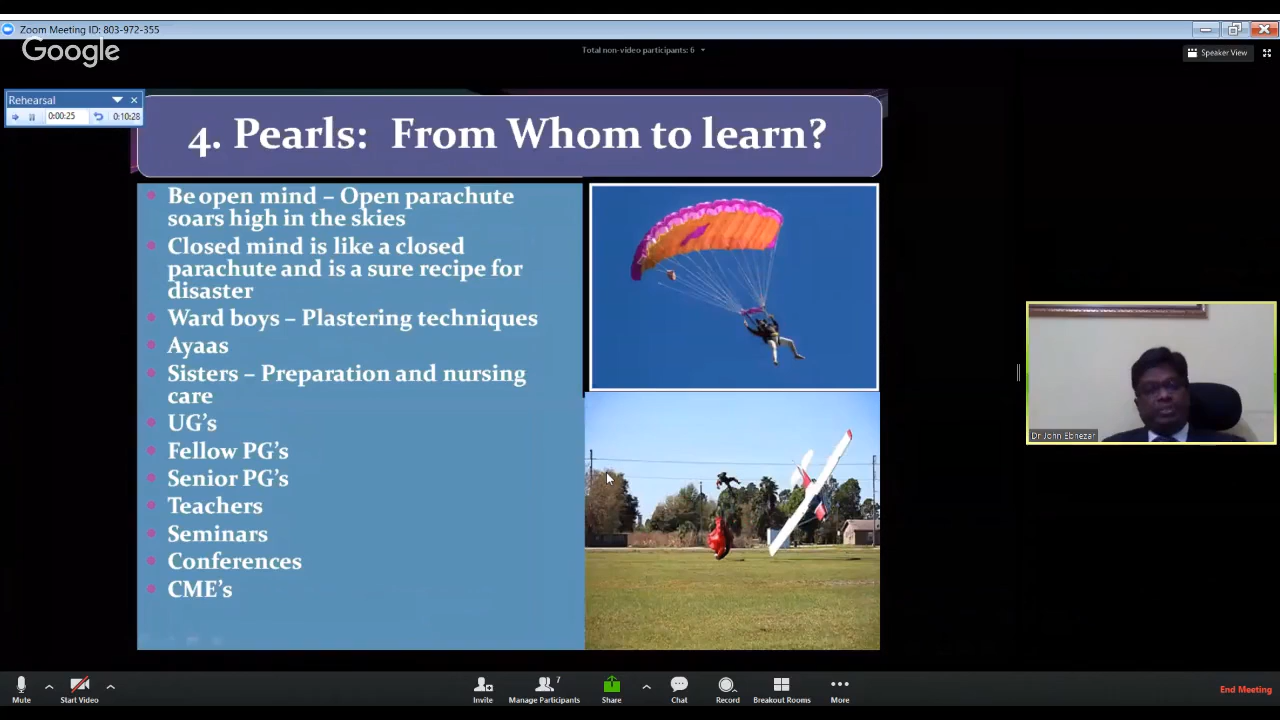 Zoom Meeting ID: 803-972-355
Google
Total non-video participants: 6
Speaker View
Rehearsal
0:00:25
0:10:28
4. Pearls: From Whom to learn?
Be open mind – Open parachute
soars high in the skies
Closed mind is like a closed
parachute and is a sure recipe for
disaster
Ward boys – Plastering techniques
Ayaas
Sisters – Preparation and nursing
care
UG's
Fellow PG's
Senior PG's
Teachers
Seminars
Conferences
CME's
Dr John Ebnezar
Mute
Start Video
Invite
7
Manage Participants
Share
Chat
Record
Breakout Rooms
More
End Meeting